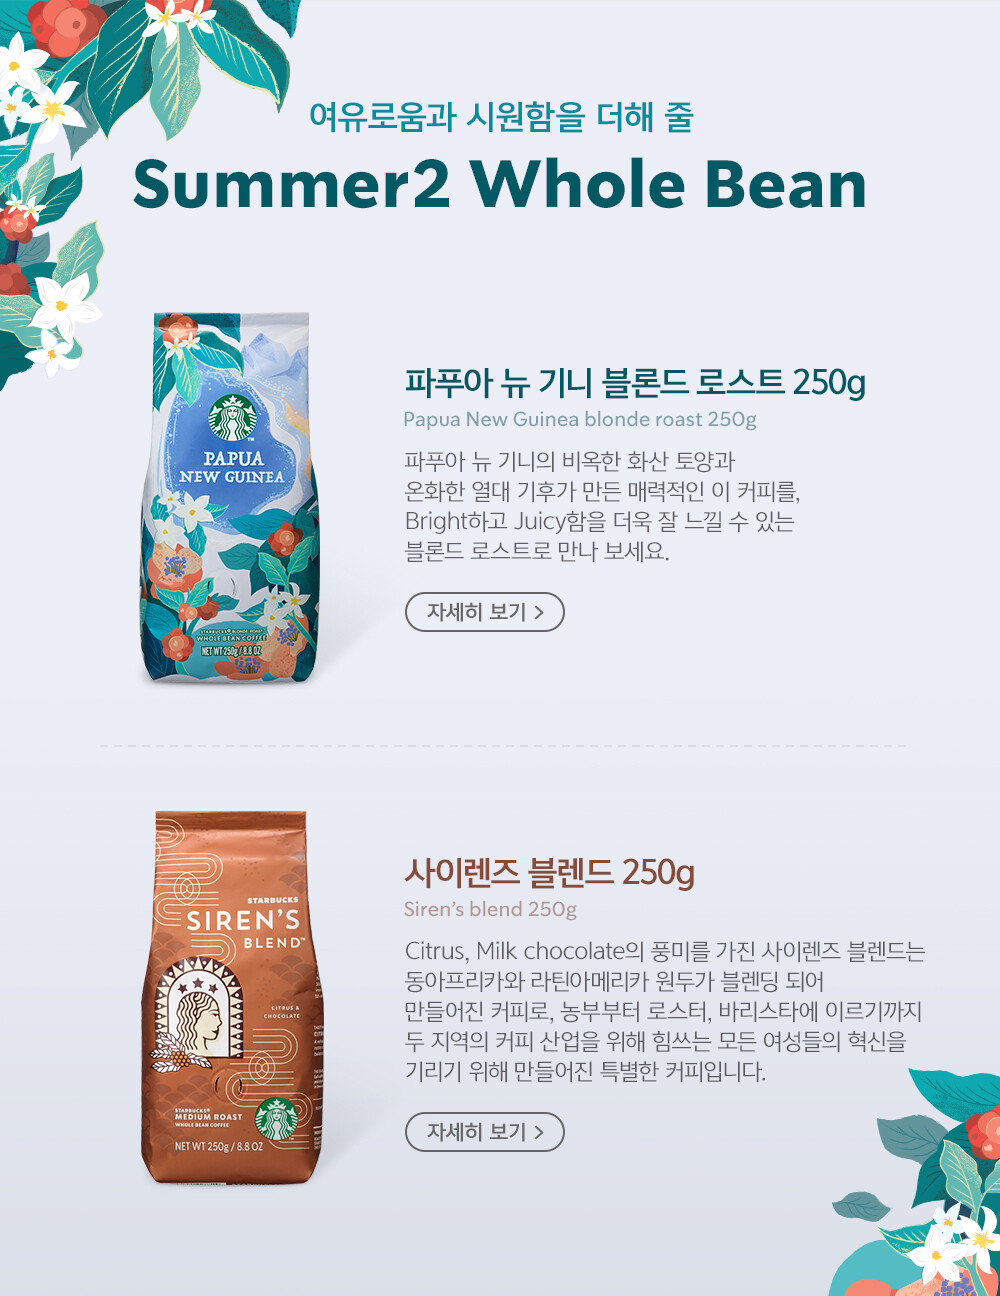 여유로움과 시원함을 더해 줄
Summer2 Whole Bean
PAPUA
NEW GUINEA
STARBUCKS® BLONDE ROAST
WHOLE BEAN COFFEE
NET WT 250g / 8.8 OZ
파푸아 뉴 기니 블론드 로스트 250g
Papua New Guinea blonde roast 250g
파푸아 뉴 기니의 비옥한 화산 토양과
온화한 열대 기후가 만든 매력적인 이 커피를,
Bright하고 Juicy함을 더욱 잘 느낄 수 있는
블론드 로스트로 만나 보세요.
자세히 보기 >
STARBUCKS
SIREN'S
BLEND™
CITRUS &
CHOCOLATE
STARBUCKS®
MEDIUM ROAST
WHOLE BEAN COFFEE
NET WT 250g / 8.8 OZ
사이렌즈 블렌드 250g
Siren's blend 250g
Citrus, Milk chocolate의 풍미를 가진 사이렌즈 블렌드는
동아프리카와 라틴아메리카 원두가 블렌딩 되어
만들어진 커피로, 농부부터 로스터, 바리스타에 이르기까지
두 지역의 커피 산업을 위해 힘쓰는 모든 여성들의 혁신을
기리기 위해 만들어진 특별한 커피입니다.
자세히 보기 >